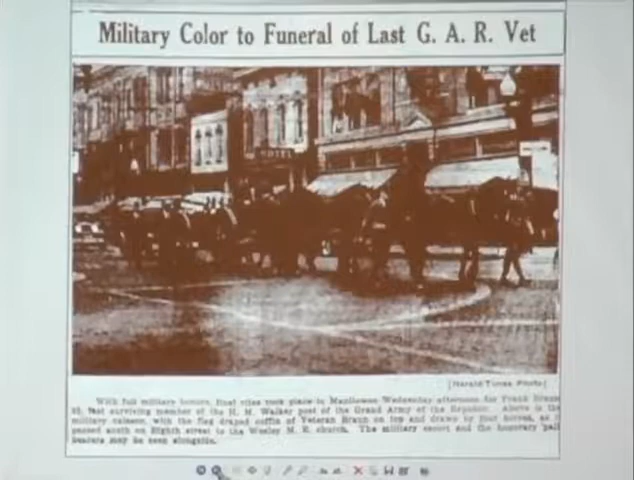 Military Color to Funeral of Last G. A. R. Vet
HOTEL
[Herald-Times Photo]
With full military honors, final rites took place in Manitowoc Wednesday afternoon for Frank Braun
last surviving member of the H. M. Walker post of the Grand Army of the Republic. Above is the
military caisson, with the flag draped coffin of Veteran Braun on top and drawn by four horses, as it
passed south on Eighth street to the Wesley M. E. church. The military escort and the honorary pall
bearers may be seen alongside.